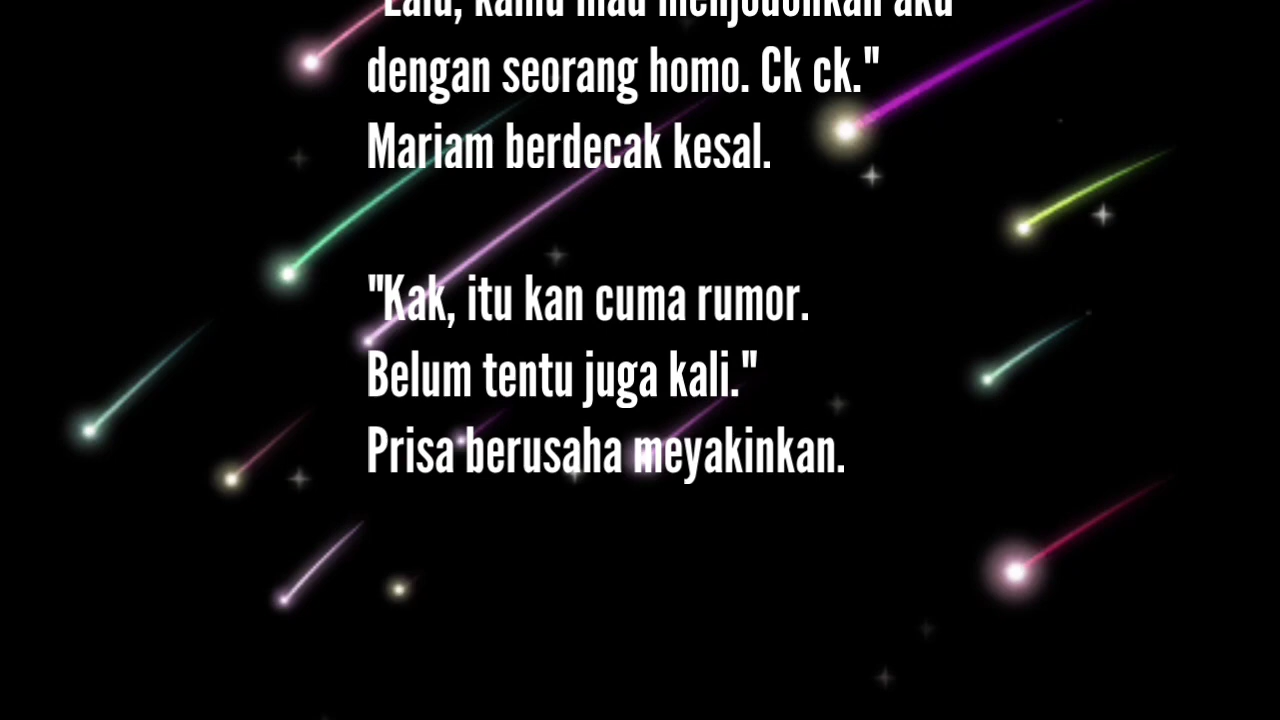 "Lalu, kamu mau menjodohkan aku
dengan seorang homo. Ck ck."
Mariam berdecak kesal.
"Kak, itu kan cuma rumor.
Belum tentu juga kali."
Prisa berusaha meyakinkan.